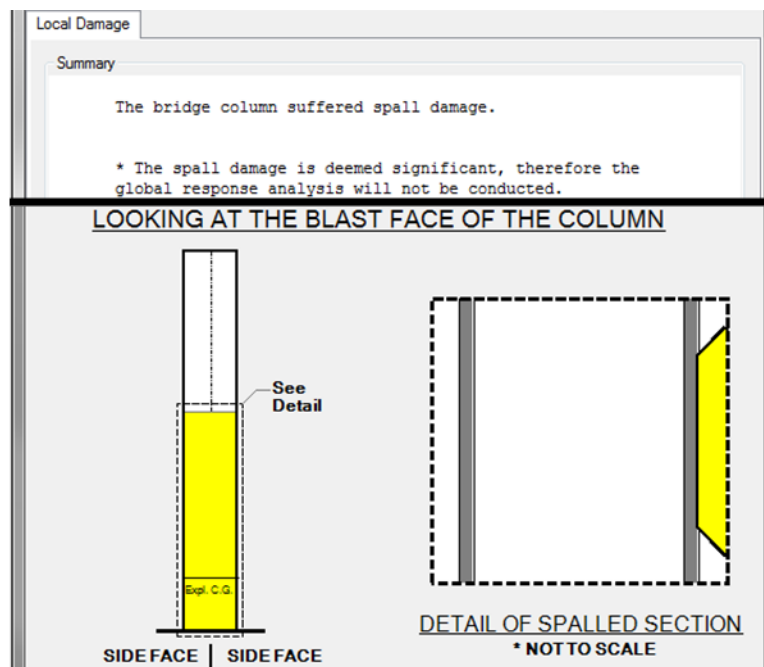 Local Damage
Summary
The bridge column suffered spall damage.
* The spall damage is deemed significant, therefore the
global response analysis will not be conducted.
LOOKING AT THE BLAST FACE OF THE COLUMN
See
Detail
Expl. C.G.
DETAIL OF SPALLED SECTION
* NOT TO SCALE
SIDE FACE | SIDE FACE